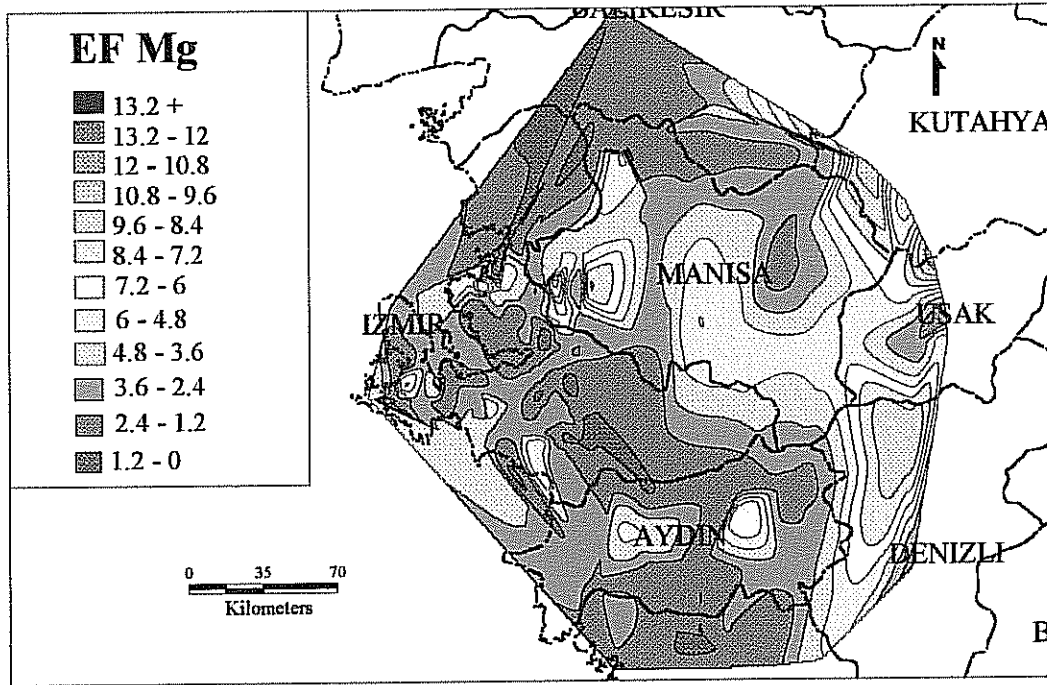 BALIKESIR
EF Mg
13.2 +
13.2 - 12
12 - 10.8
10.8 - 9.6
9.6 - 8.4
8.4 - 7.2
7.2 - 6
6 - 4.8
4.8 - 3.6
3.6 - 2.4
2.4 - 1.2
1.2 - 0
N
KUTAHYA
MANISA
IZMIR
USAK
AYDIN
DENIZLI
B
0 35 70
Kilometers